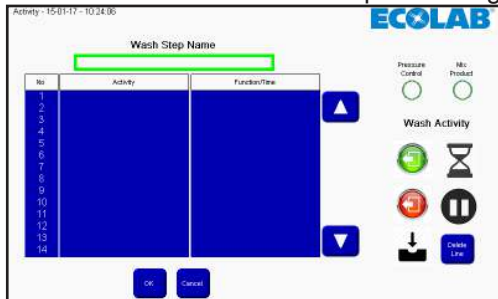 Activity - 15-01-17 - 10:24:06
ECOLAB
Wash Step Name
Pressure Control
Mix Product
No Activity Function/Time
1
2
3
4
5
6
7
8
9
10
11
12
13
14
Wash Activity
Delete Line
OK Cancel